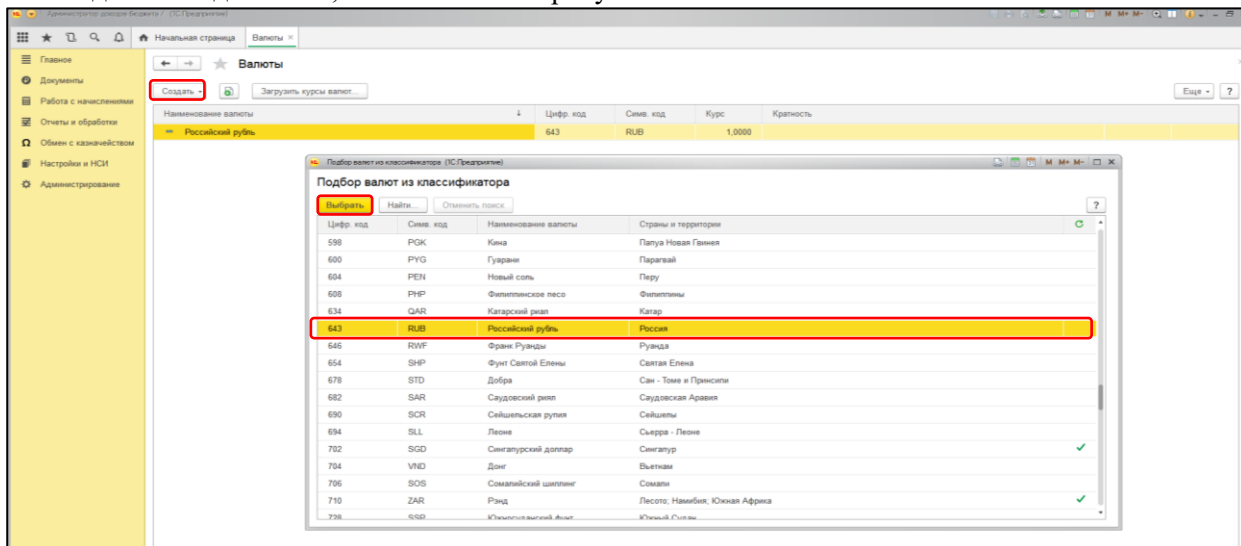 Администратор доходов бюджета / (1С:Предприятие)
M M+ M-
Начальная страница Валюты ×
Главное
Документы
Работа с начислениями
Отчеты и обработки
Обмен с казначейством
Настройки и НСИ
Администрирование
Валюты
Создать Загрузить курсы валют... Еще ?
Наименование валюты ↓ Цифр. код Симв. код Курс Кратность
Российский рубль 643 RUB 1,0000
Подбор валют из классификатора (1С:Предприятие) M M+ M-
Подбор валют из классификатора
Выбрать Найти... Отменить поиск ?
Цифр. код Симв. код Наименование валюты Страны и территории
598 PGK Кина Папуа Новая Гвинея
600 PYG Гуарани Парагвай
604 PEN Новый соль Перу
608 PHP Филиппинское песо Филиппины
634 QAR Катарский риал Катар
643 RUB Российский рубль Россия
646 RWF Франк Руанды Руанда
654 SHP Фунт Святой Елены Святая Елена
678 STD Добра Сан - Томе и Принсипи
682 SAR Саудовский риял Саудовская Аравия
690 SCR Сейшельская рупия Сейшелы
694 SLL Леоне Сьерра - Леоне
702 SGD Сингапурский доллар Сингапур
704 VND Донг Вьетнам
706 SOS Сомалийский шиллинг Сомали
710 ZAR Рэнд Лесото; Намибия; Южная Африка
728 SSP Южносуданский фунт Южный Судан